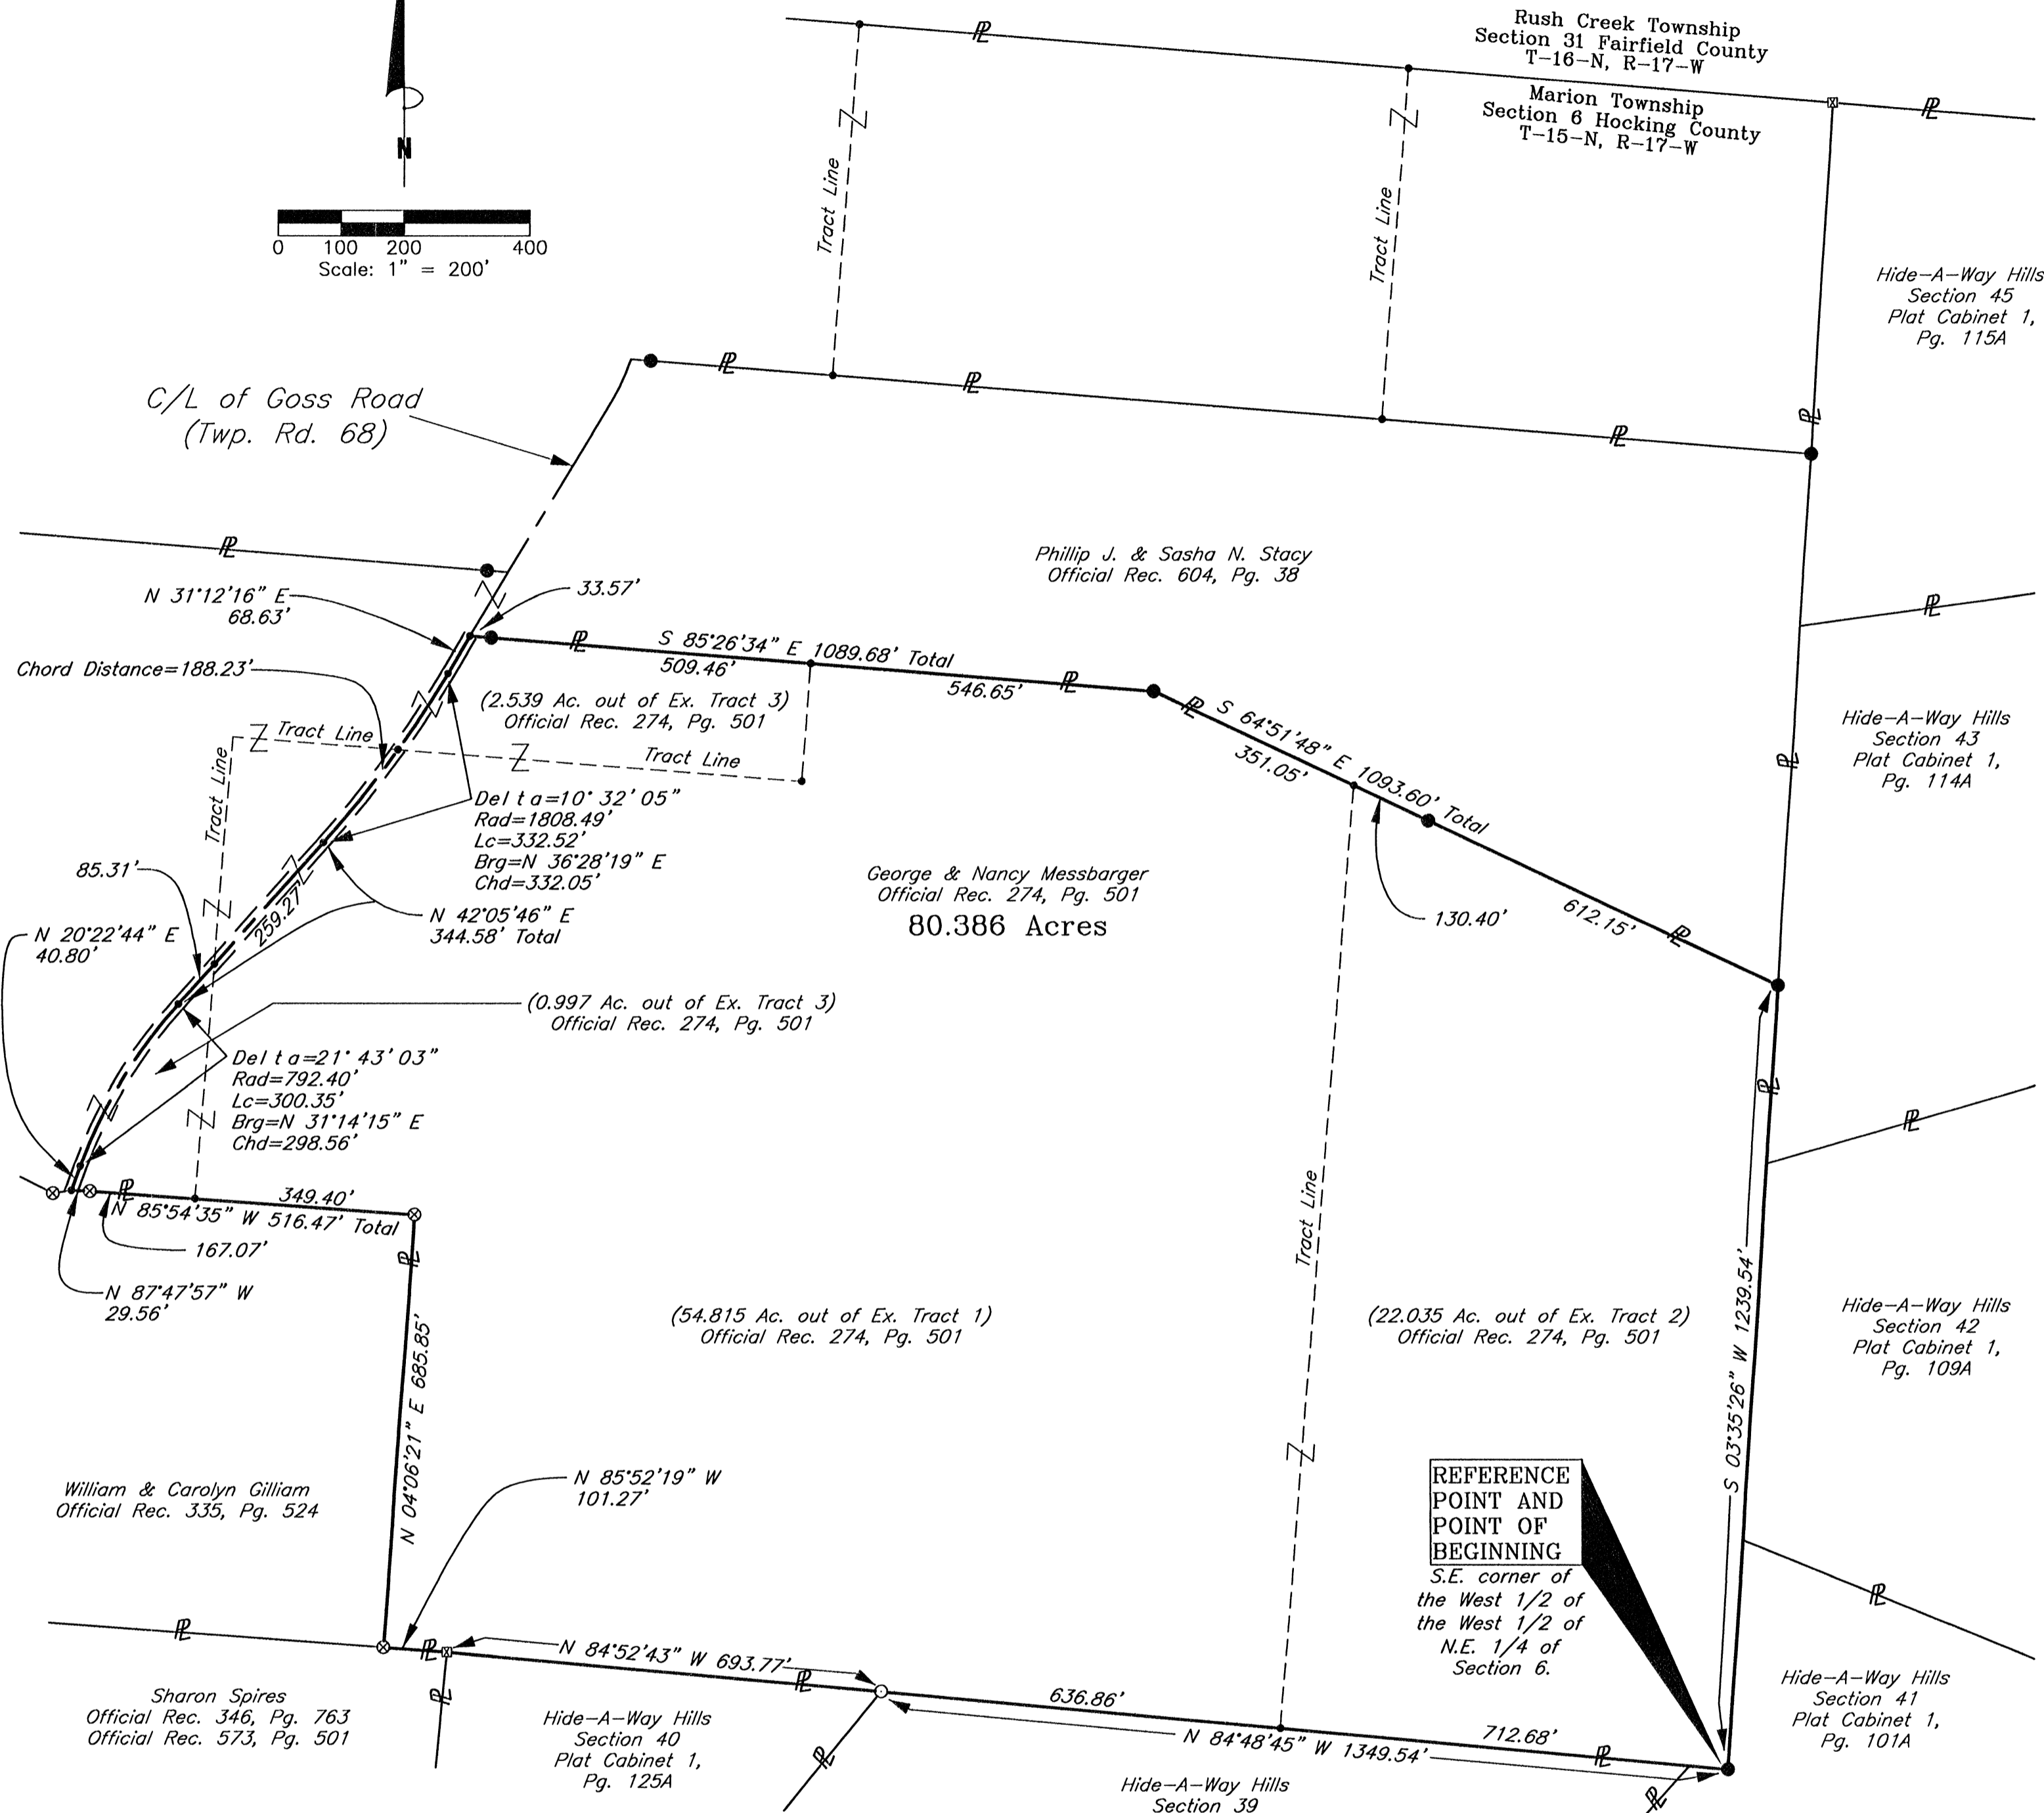 Rush Creek Township
Section 31 Fairfield County
T-16-N, R-17-W
Marion Township
Section 6 Hocking County
T-15-N, R-17-W
N
0 100 200 400
Scale: 1" = 200'
Tract Line
Tract Line
Hide-A-Way Hills
Section 45
Plat Cabinet 1,
Pg. 115A
C/L of Goss Road
(Twp. Rd. 68)
Phillip J. & Sasha N. Stacy
Official Rec. 604, Pg. 38
N 31°12'16" E
68.63'
33.57'
Chord Distance=188.23'
S 85°26'34" E 1089.68' Total
509.46'
546.65'
(2.539 Ac. out of Ex. Tract 3)
Official Rec. 274, Pg. 501
Tract Line
Tract Line
Tract Line
S 64°51'48" E 1093.60' Total
351.05'
130.40'
612.15'
Hide-A-Way Hills
Section 43
Plat Cabinet 1,
Pg. 114A
Delta=10°32'05"
Rad=1808.49'
Lc=332.52'
Brg=N 36°28'19" E
Chd=332.05'
85.31'
259.27'
N 42°05'46" E
344.58' Total
N 20°22'44" E
40.80'
George & Nancy Messbarger
Official Rec. 274, Pg. 501
80.386 Acres
(0.997 Ac. out of Ex. Tract 3)
Official Rec. 274, Pg. 501
Delta=21°43'03"
Rad=792.40'
Lc=300.35'
Brg=N 31°14'15" E
Chd=298.56'
349.40'
N 85°54'35" W 516.47' Total
167.07'
N 87°47'57" W
29.56'
N 04°06'21" E 685.85'
(54.815 Ac. out of Ex. Tract 1)
Official Rec. 274, Pg. 501
Tract Line
(22.035 Ac. out of Ex. Tract 2)
Official Rec. 274, Pg. 501
S 03°35'26" W 1239.54'
Hide-A-Way Hills
Section 42
Plat Cabinet 1,
Pg. 109A
William & Carolyn Gilliam
Official Rec. 335, Pg. 524
N 85°52'19" W
101.27'
REFERENCE
POINT AND
POINT OF
BEGINNING
S.E. corner of
the West 1/2 of
the West 1/2 of
N.E. 1/4 of
Section 6.
N 84°52'43" W 693.77'
636.86'
712.68'
N 84°48'45" W 1349.54'
Sharon Spires
Official Rec. 346, Pg. 763
Official Rec. 573, Pg. 501
Hide-A-Way Hills
Section 40
Plat Cabinet 1,
Pg. 125A
Hide-A-Way Hills
Section 39
Hide-A-Way Hills
Section 41
Plat Cabinet 1,
Pg. 101A